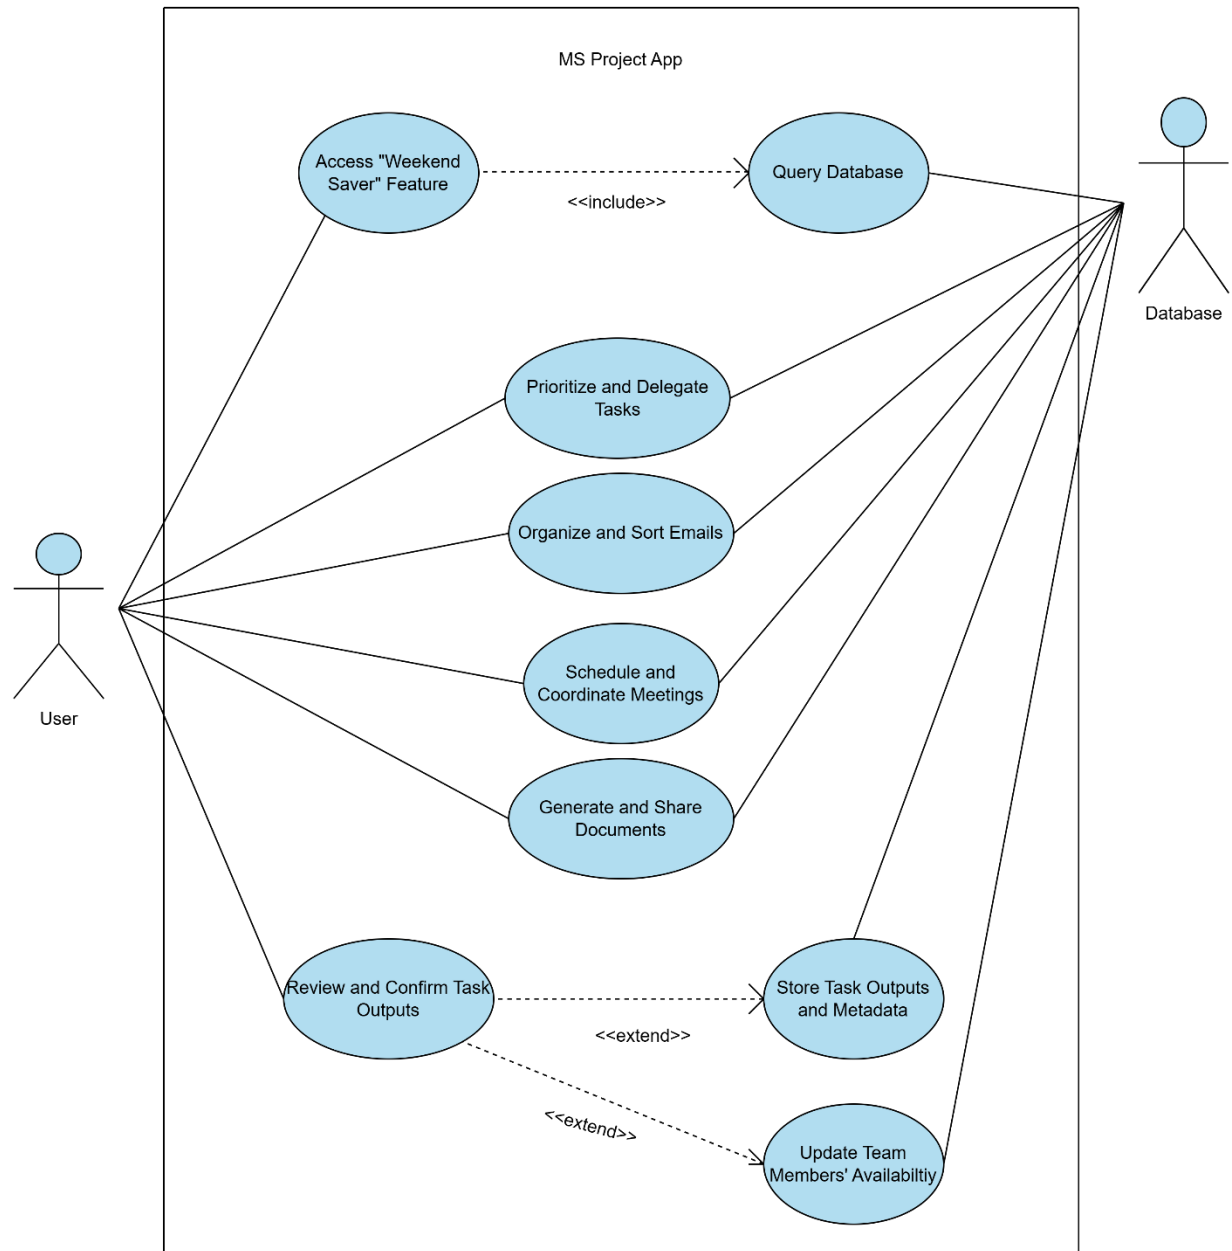 MS Project App
Access "Weekend
Saver" Feature
<<include>>
Query Database
Database
Prioritize and Delegate
Tasks
Organize and Sort Emails
Schedule and
Coordinate Meetings
User
Generate and Share
Documents
Review and Confirm Task
Outputs
<<extend>>
Store Task Outputs
and Metadata
<<extend>>
Update Team
Members' Availabiltiy